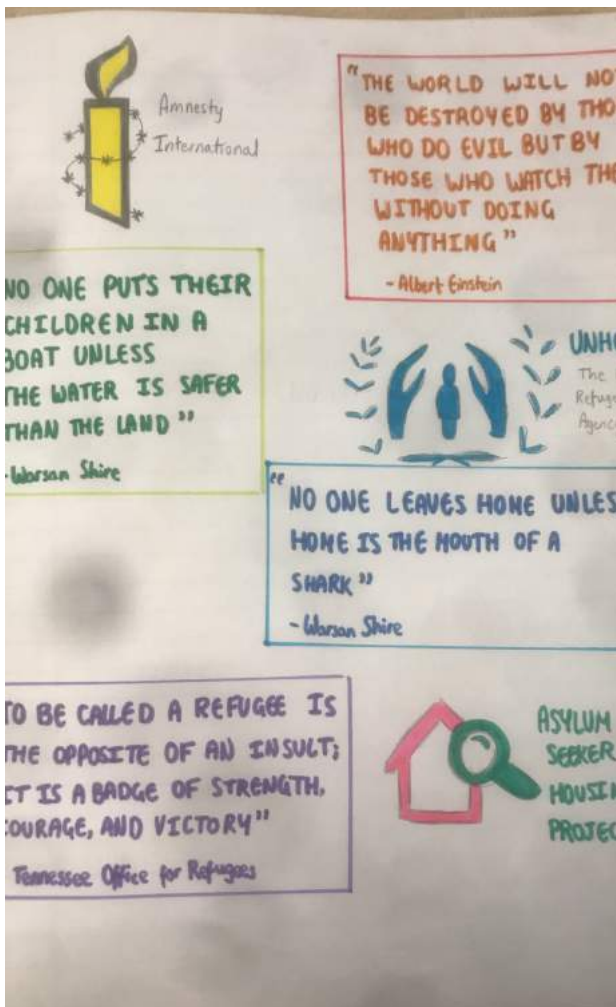 Amnesty
International
"THE WORLD WILL NO
BE DESTROYED BY THO
WHO DO EVIL BUT BY
THOSE WHO WATCH THE
WITHOUT DOING
ANYTHING"
- Albert Einstein
NO ONE PUTS THEIR
CHILDREN IN A
BOAT UNLESS
THE WATER IS SAFER
THAN THE LAND"
- Warsan Shire
UNH
The
Refuge
Agenc
"NO ONE LEAVES HOME UNLES
HOME IS THE MOUTH OF A
SHARK"
- Warsan Shire
TO BE CALLED A REFUGEE IS
THE OPPOSITE OF AN INSULT;
IT IS A BADGE OF STRENGTH,
COURAGE, AND VICTORY"
Tennessee Office for Refugees
ASYLUM
SEEKER
HOUSIN
PROJEC